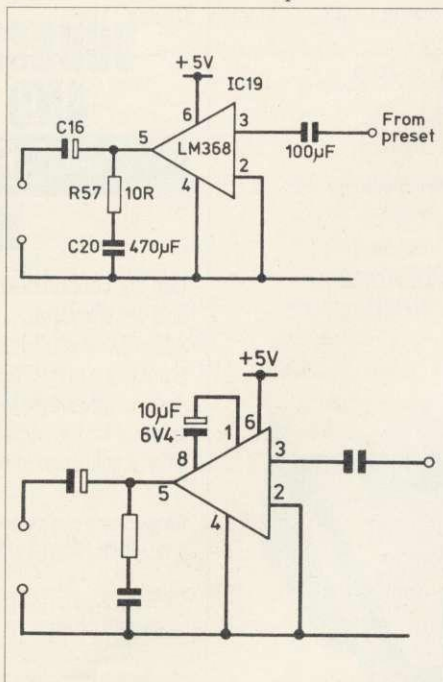 +5V
IC19
C16
5
6
3
From
preset
LM368
100µF
R57
10R
4
2
C20
470µF
+5V
10µF
6V4
1
6
8
3
5
2
4